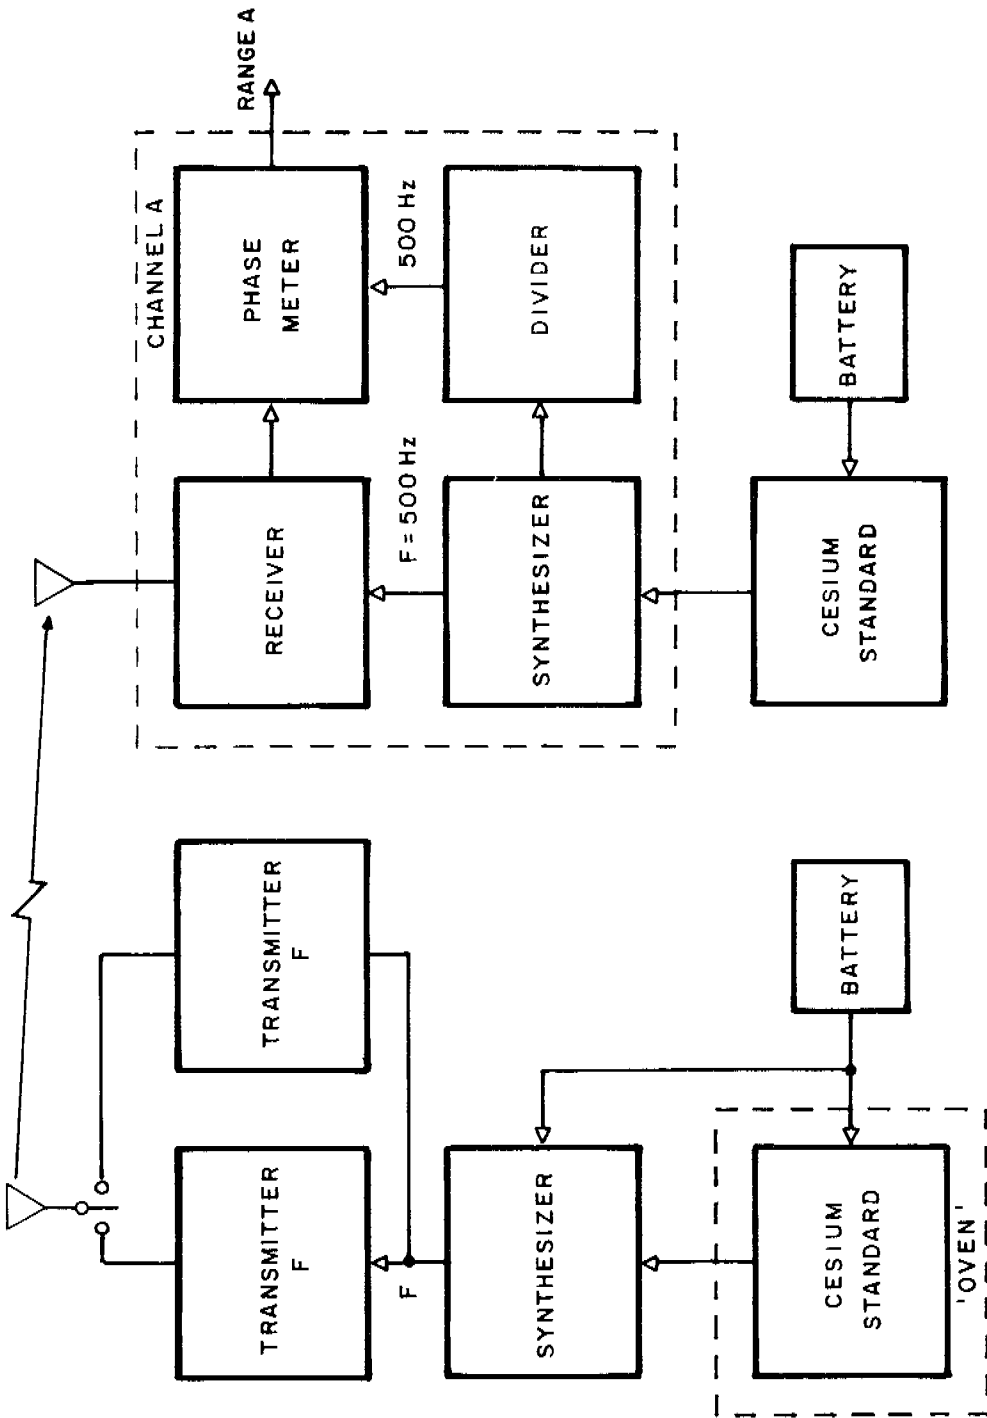 RANGE A
CHANNEL A
PHASE
METER
500 Hz
DIVIDER
RECEIVER
F = 500 Hz
SYNTHESIZER
BATTERY
CESIUM
STANDARD
TRANSMITTER
F
TRANSMITTER
F
F
SYNTHESIZER
BATTERY
CESIUM
STANDARD
'OVEN'